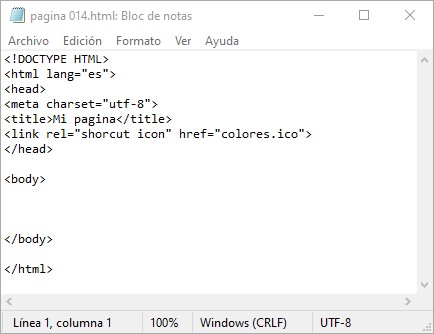 pagina 014.html: Bloc de notas
Archivo Edición Formato Ver Ayuda
<!DOCTYPE HTML>
<html lang="es">
<head>
<meta charset="utf-8">
<title>Mi pagina</title>
<link rel="shorcut icon" href="colores.ico">
</head>
<body>
</body>
</html>
Línea 1, columna 1 100% Windows (CRLF) UTF-8